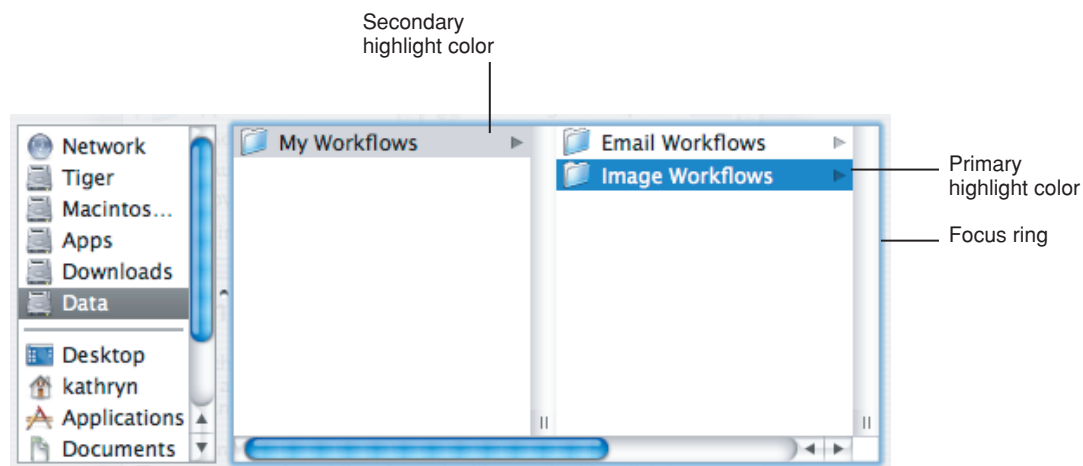 Secondary
highlight color
Network
Tiger
Macintos...
Apps
Downloads
Data
Desktop
kathryn
Applications
Documents
My Workflows
Email Workflows
Image Workflows
Primary
highlight color
Focus ring